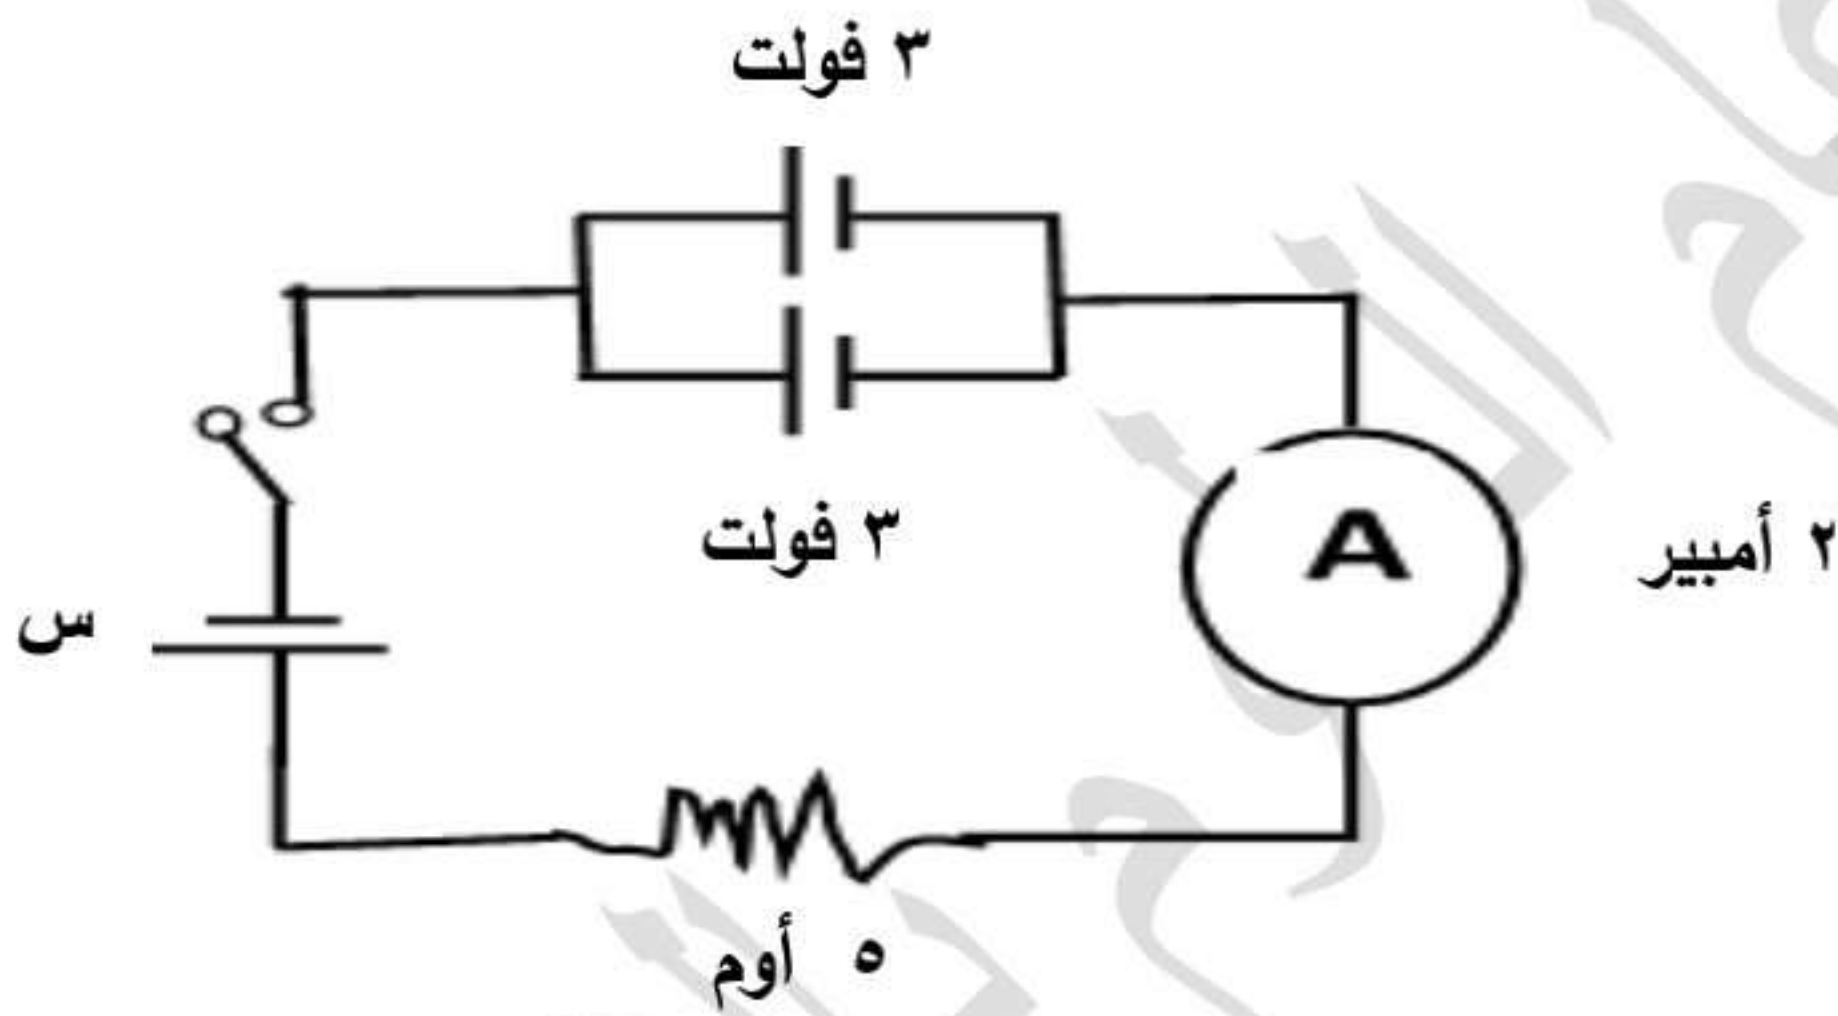 ٣ فولت
٣ فولت
A
٢ أمبير
س
٥ أوم